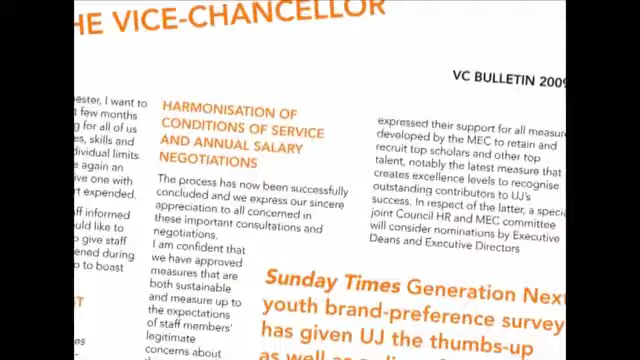 HE VICE-CHANCELLOR
VC BULLETIN 2009
ester, I want to
few months
g for all of us
es, skills and
dividual limits
e again an
ive one with
rt expended.
ff informed
uld like to
o give staff
ened during
o to boast
ST
HARMONISATION OF
CONDITIONS OF SERVICE
AND ANNUAL SALARY
NEGOTIATIONS
The process has now been successfully
concluded and we express our sincere
appreciation to all concerned in
these important consultations and
negotiations.
I am confident that
we have approved
measures that are
both sustainable
and measure up to
the expectations
of staff members'
legitimate
concerns about
expressed their support for all measure
developed by the MEC to retain and
recruit top scholars and other top
talent, notably the latest measure that
creates excellence levels to recognise
outstanding contributors to UJ's
success. In respect of the latter, a specia
joint Council HR and MEC committee
will consider nominations by Executive
Deans and Executive Directors
Sunday Times Generation Next
youth brand-preference survey
has given UJ the thumbs-up
as well as